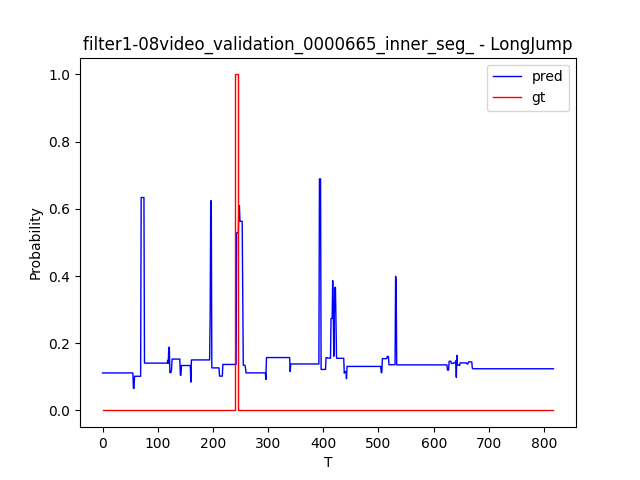 filter1-08video_validation_0000665_inner_seg_ - LongJump
pred
gt
Probability
1.0
0.8
0.6
0.4
0.2
0.0
0 100 200 300 400 500 600 700 800
T